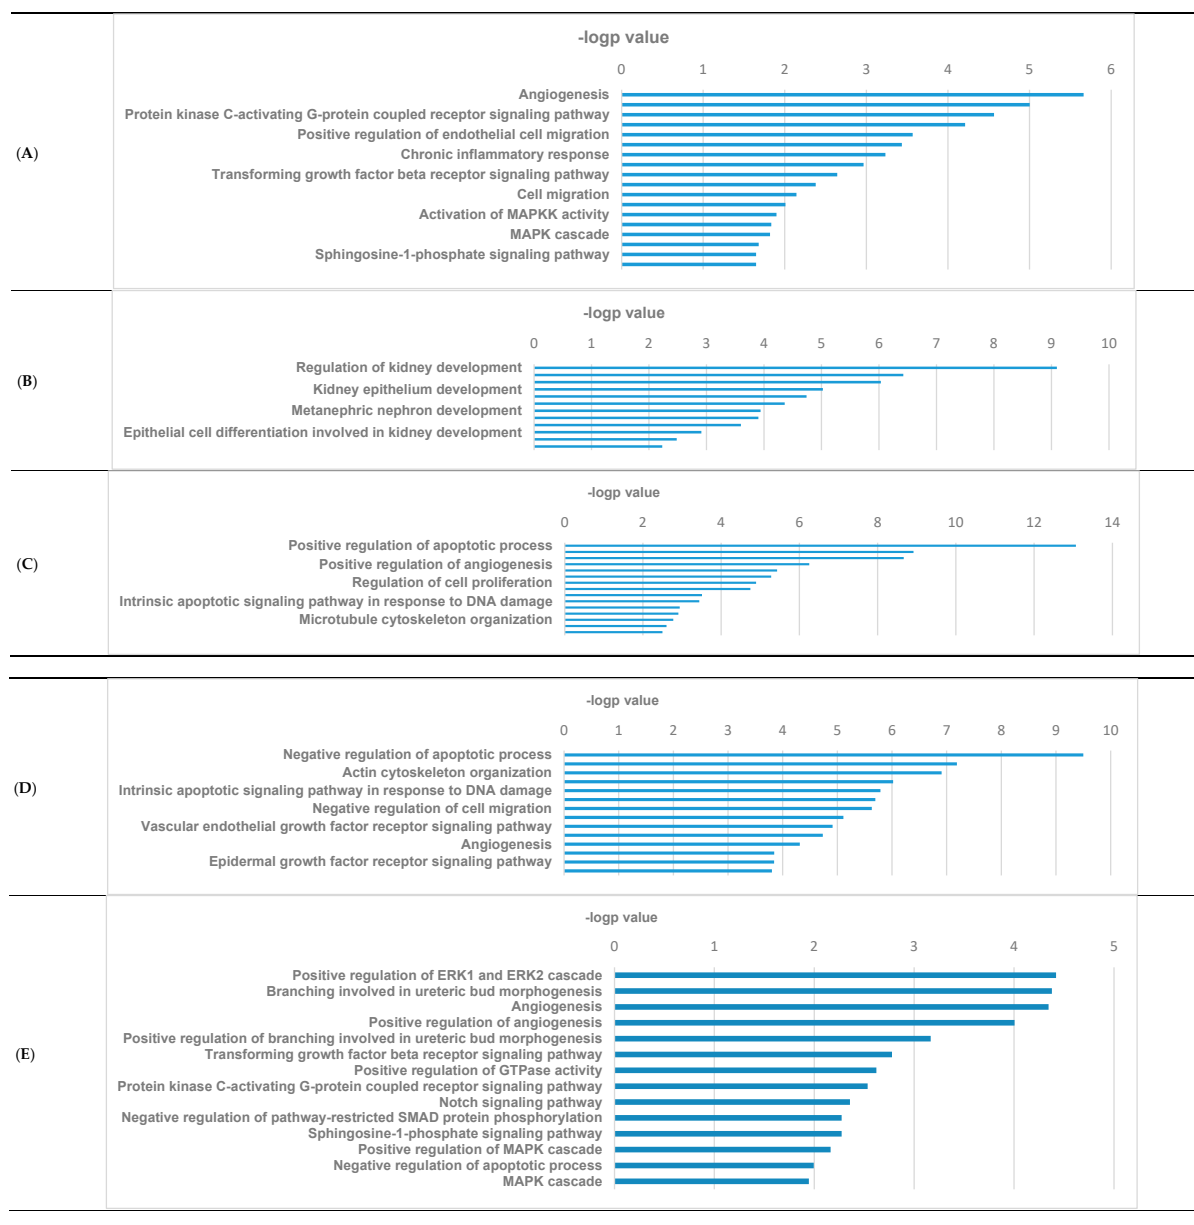 -logp value
0 1 2 3 4 5 6
Angiogenesis
Protein kinase C-activating G-protein coupled receptor signaling pathway
Positive regulation of endothelial cell migration
(A)
Chronic inflammatory response
Transforming growth factor beta receptor signaling pathway
Cell migration
Activation of MAPKK activity
MAPK cascade
Sphingosine-1-phosphate signaling pathway
-logp value
0 1 2 3 4 5 6 7 8 9 10
Regulation of kidney development
(B)
Kidney epithelium development
Metanephric nephron development
Epithelial cell differentiation involved in kidney development
-logp value
0 2 4 6 8 10 12 14
Positive regulation of apoptotic process
(C)
Positive regulation of angiogenesis
Regulation of cell proliferation
Intrinsic apoptotic signaling pathway in response to DNA damage
Microtubule cytoskeleton organization
-logp value
0 1 2 3 4 5 6 7 8 9 10
Negative regulation of apoptotic process
Actin cytoskeleton organization
(D)
Intrinsic apoptotic signaling pathway in response to DNA damage
Negative regulation of cell migration
Vascular endothelial growth factor receptor signaling pathway
Angiogenesis
Epidermal growth factor receptor signaling pathway
-logp value
0 1 2 3 4 5
Positive regulation of ERK1 and ERK2 cascade
Branching involved in ureteric bud morphogenesis
Angiogenesis
Positive regulation of angiogenesis
Positive regulation of branching involved in ureteric bud morphogenesis
(E)
Transforming growth factor beta receptor signaling pathway
Positive regulation of GTPase activity
Protein kinase C-activating G-protein coupled receptor signaling pathway
Notch signaling pathway
Negative regulation of pathway-restricted SMAD protein phosphorylation
Sphingosine-1-phosphate signaling pathway
Positive regulation of MAPK cascade
Negative regulation of apoptotic process
MAPK cascade